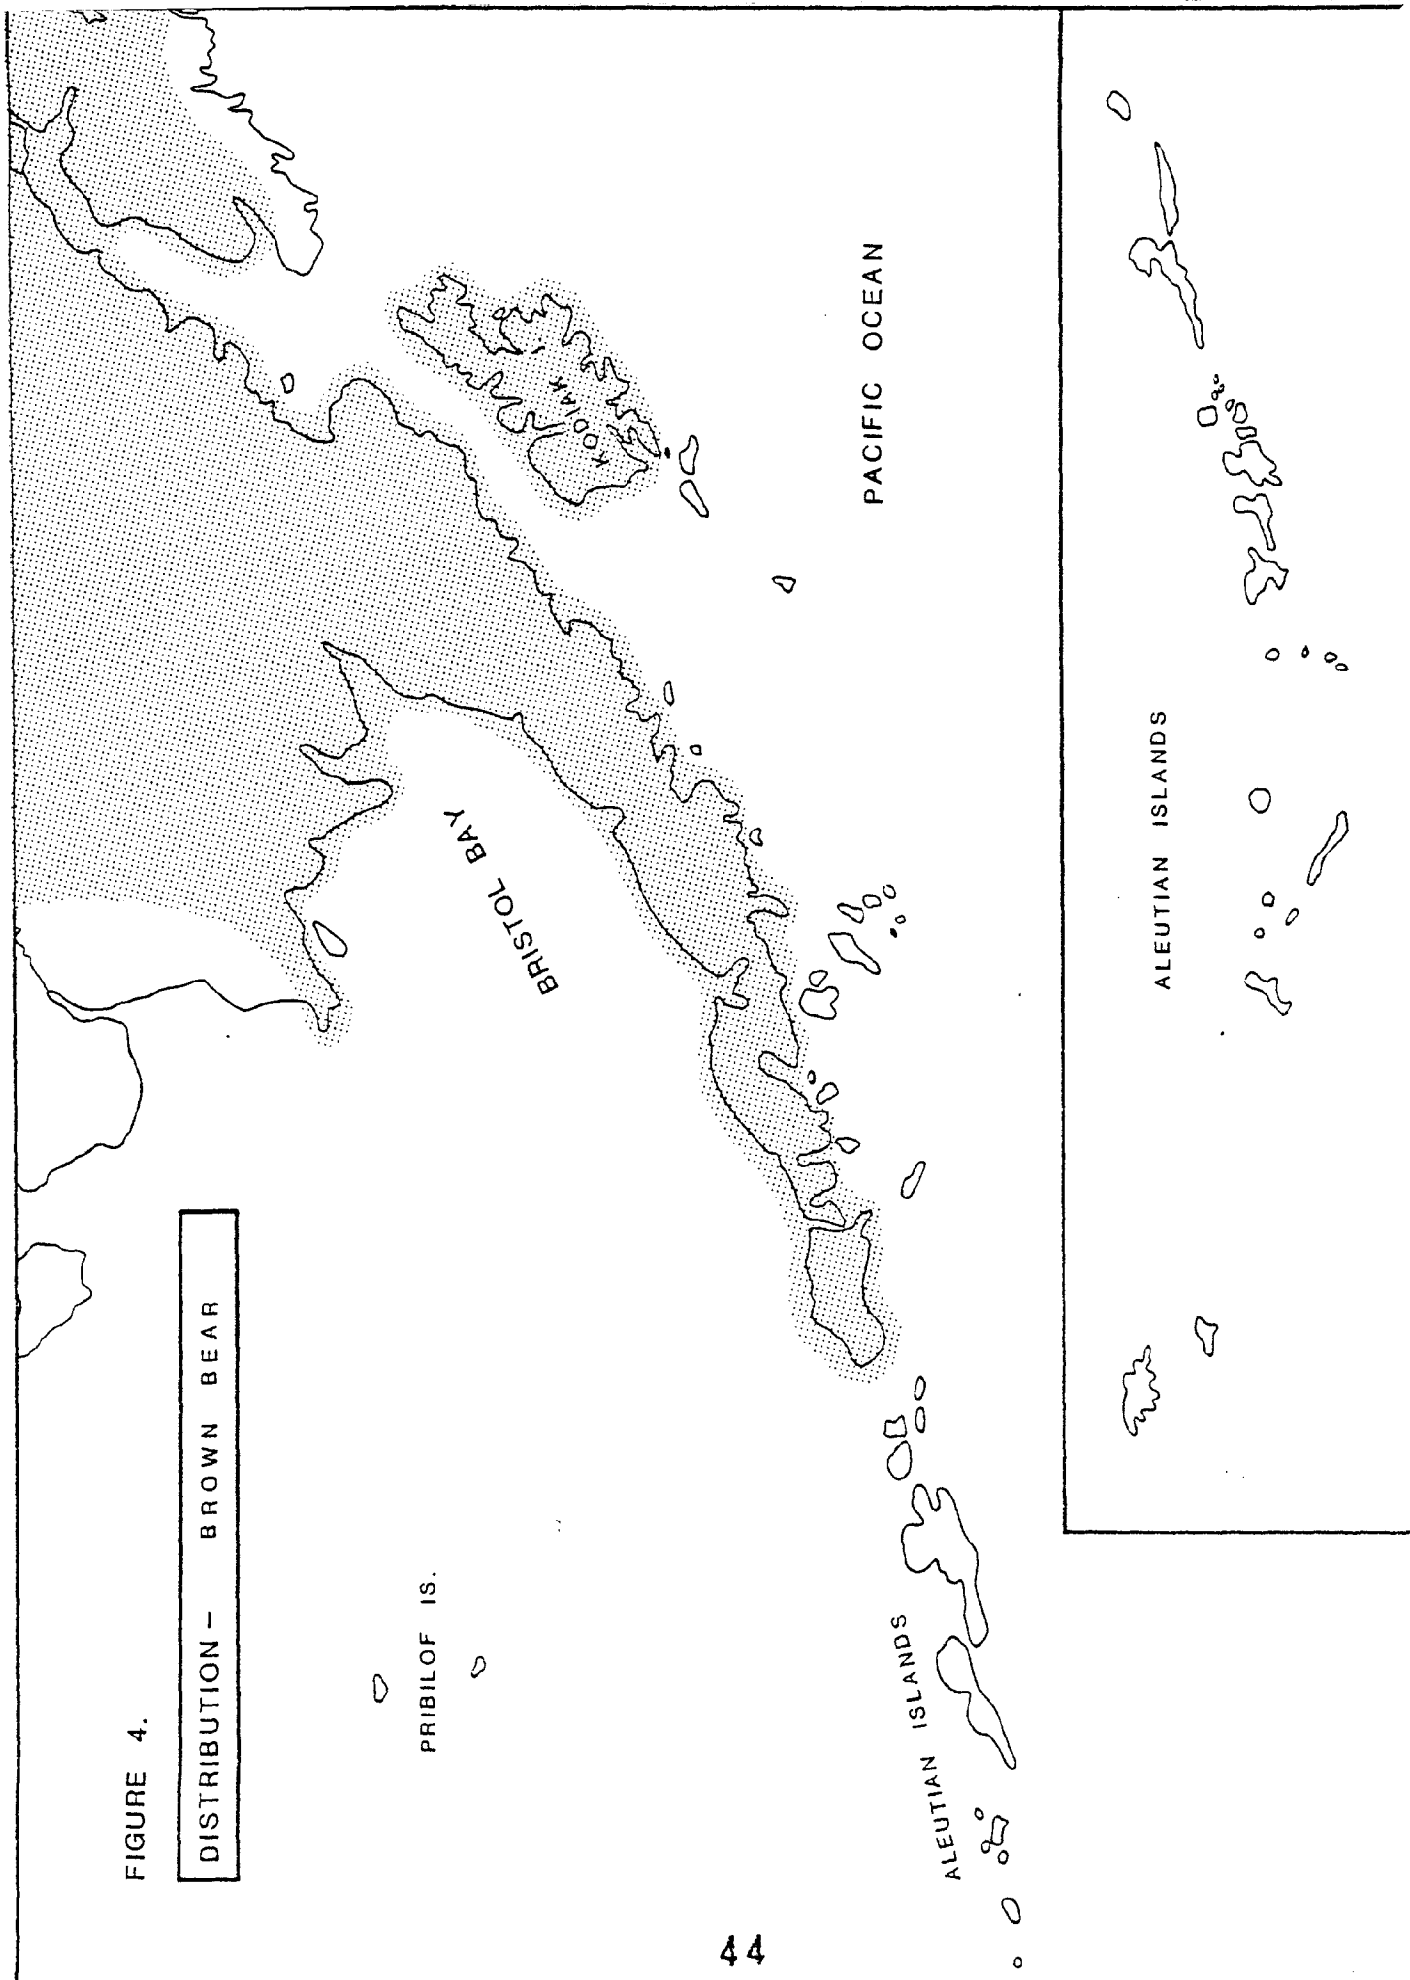 FIGURE 4.
DISTRIBUTION – BROWN BEAR
PRIBILOF IS.
BRISTOL BAY
KODIAK
PACIFIC OCEAN
ALEUTIAN ISLANDS
ALEUTIAN ISLANDS
44